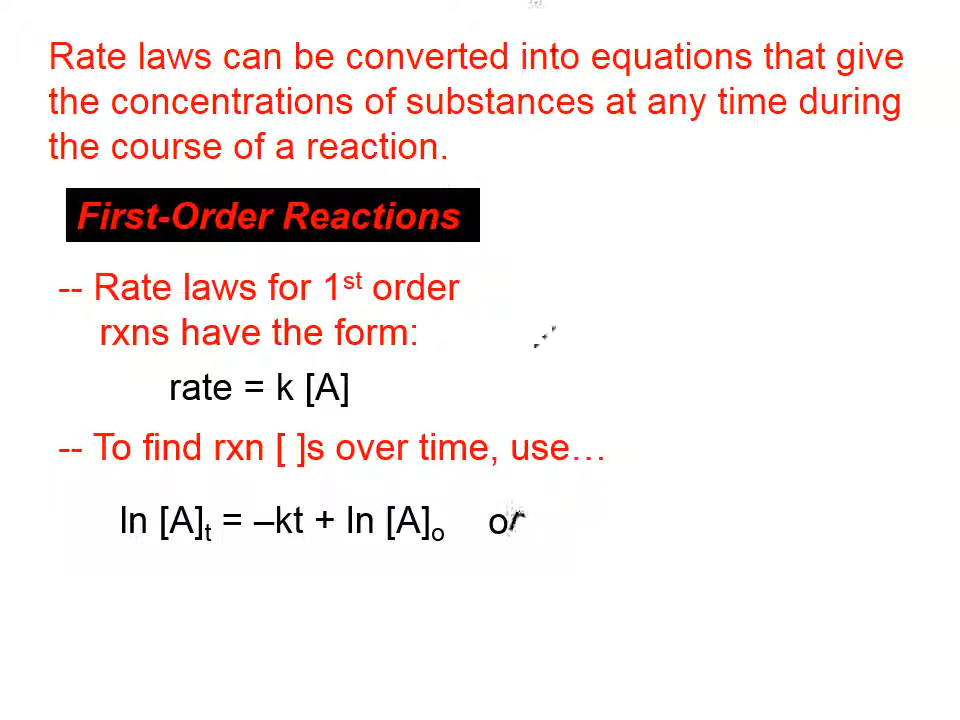 Rate laws can be converted into equations that give
the concentrations of substances at any time during
the course of a reaction.
First-Order Reactions
-- Rate laws for 1st order
rxns have the form:
rate = k [A]
-- To find rxn [ ]s over time, use…
ln [A]t = –kt + ln [A]o or